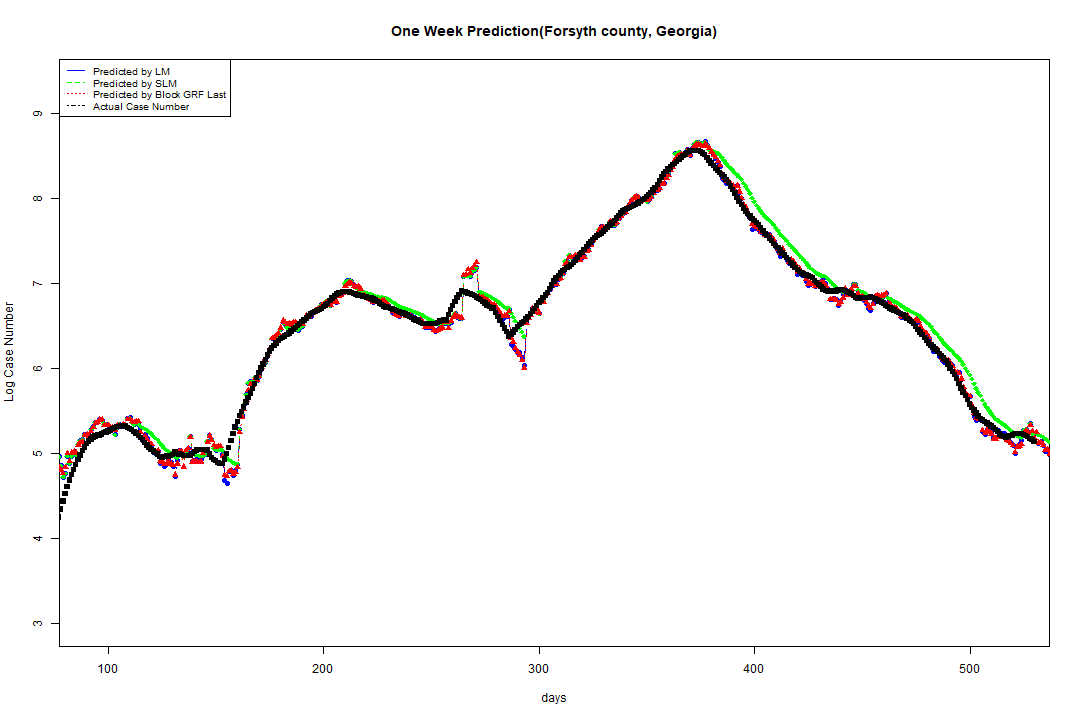 One Week Prediction(Forsyth county, Georgia)
Predicted by LM
Predicted by SLM
Predicted by Block GRF Last
Actual Case Number
9
8
7
6
5
4
3
Log Case Number
100 200 300 400 500
days